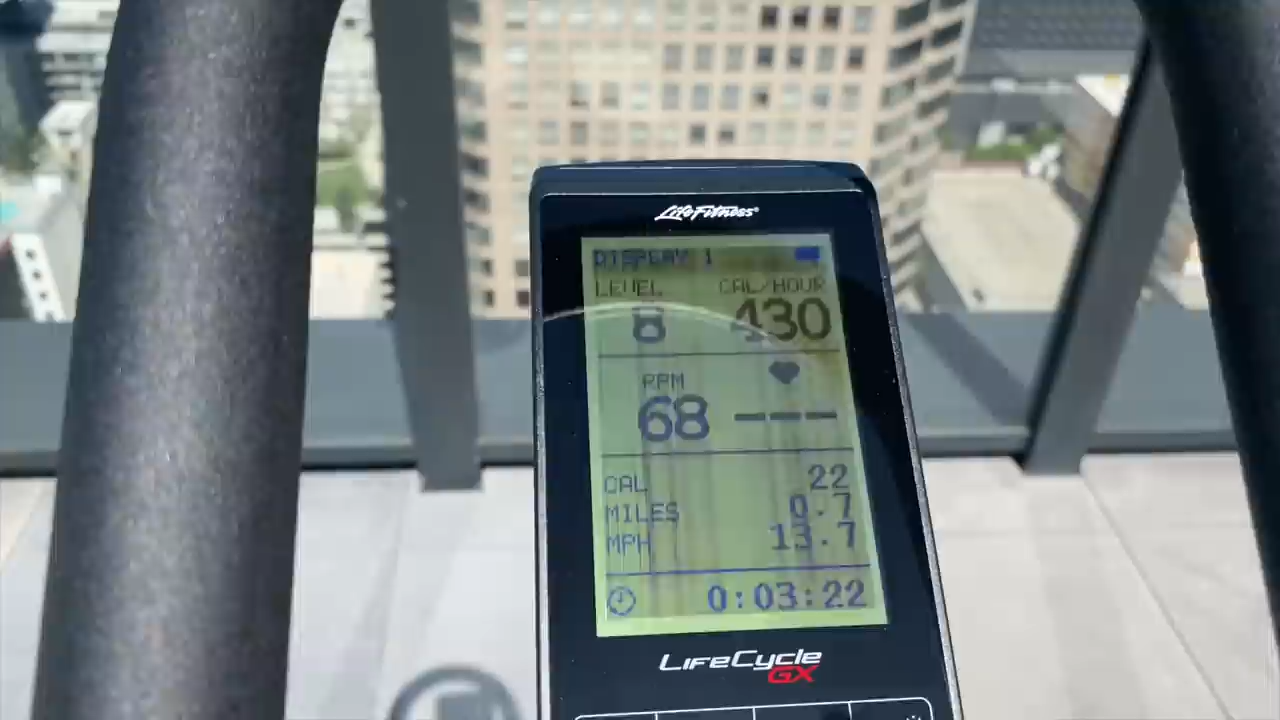 LifeFitness®
DISPLAY 1
LEVEL CAL/HOUR
8 430
RPM
68 ---
CAL 22
MILES 0.7
MPH 13.7
0:03:22
LifeCycle
GX